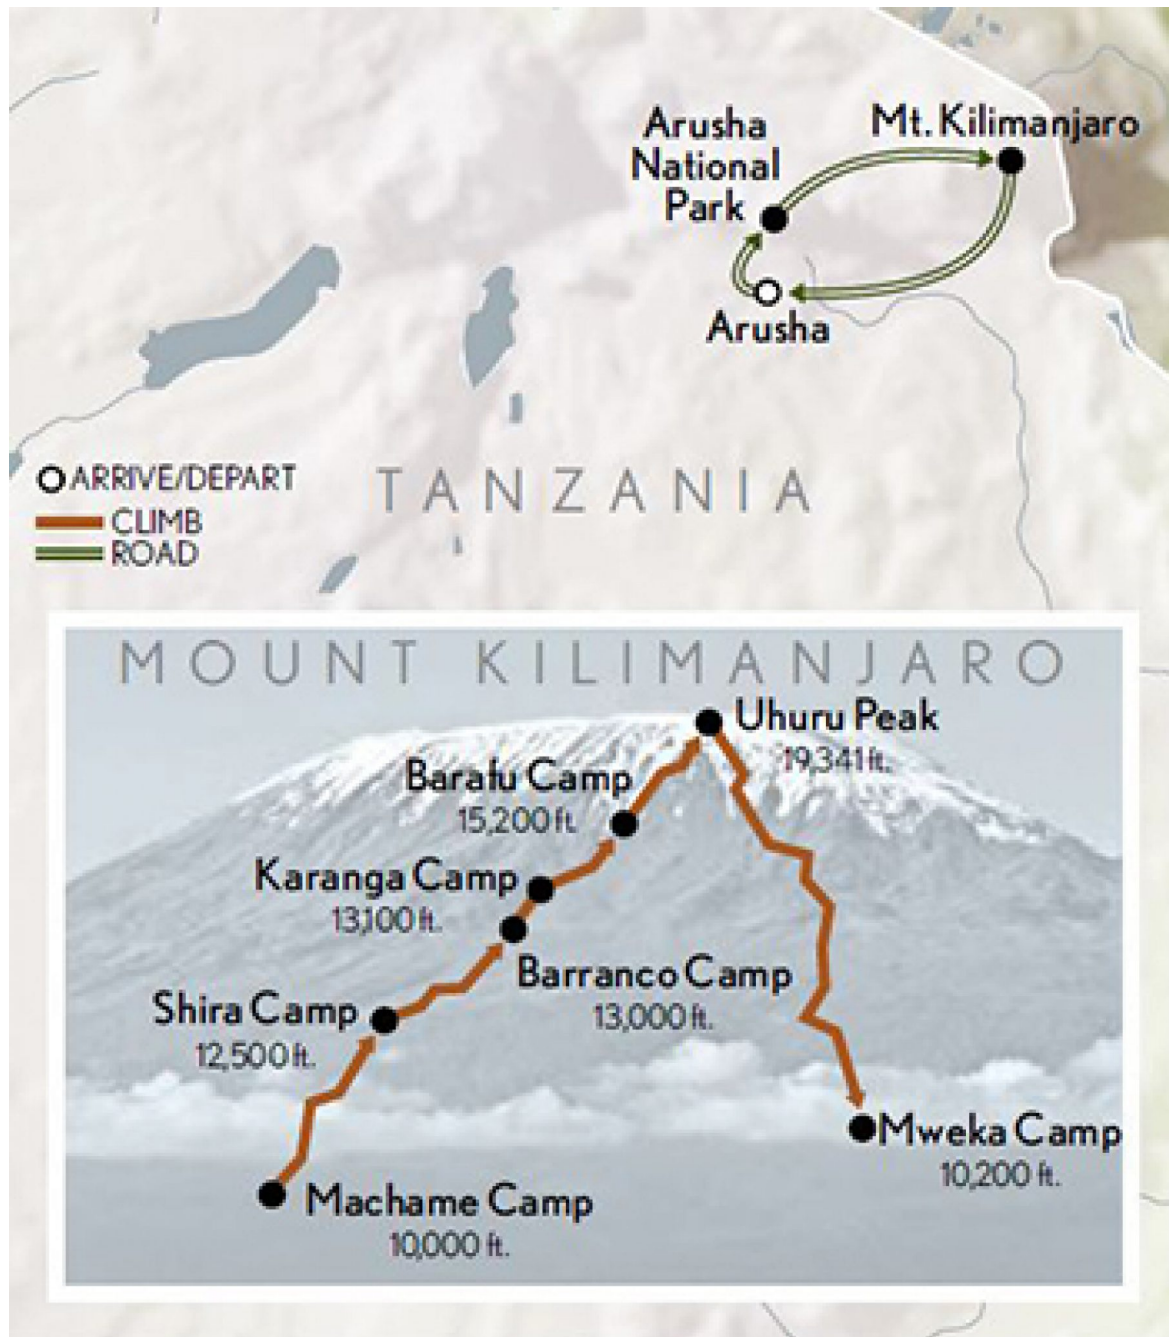 Arusha
National
Park
Mt. Kilimanjaro
Arusha
ARRIVE/DEPART
CLIMB
ROAD
TANZANIA
MOUNT KILIMANJARO
Uhuru Peak
19,341 ft.
Barafu Camp
15,200 ft.
Karanga Camp
13,100 ft.
Barranco Camp
13,000 ft.
Shira Camp
12,500 ft.
Mweka Camp
10,200 ft.
Machame Camp
10,000 ft.